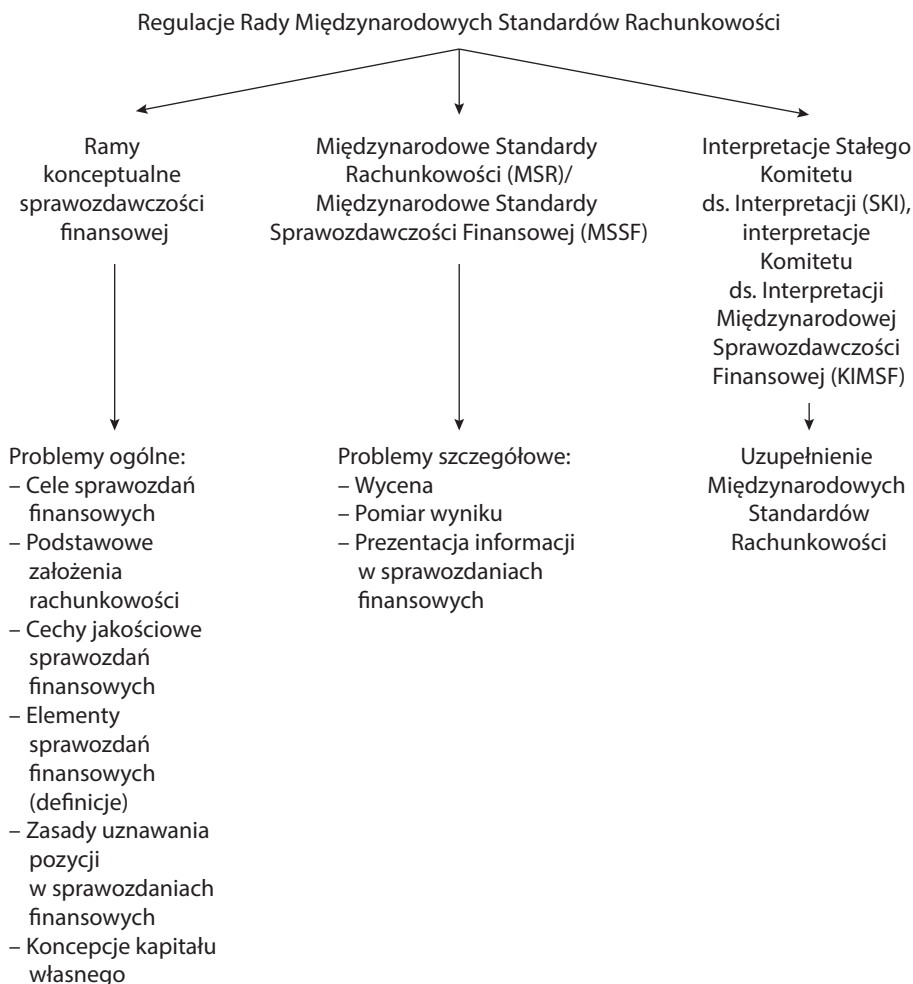 Regulacje Rady Międzynarodowych Standardów Rachunkowości
Ramy
konceptualne
sprawozdawczości
finansowej
Międzynarodowe Standardy
Rachunkowości (MSR)/
Międzynarodowe Standardy
Sprawozdawczości Finansowej (MSSF)
Interpretacje Stałego
Komitetu
ds. Interpretacji (SKI),
interpretacje
Komitetu
ds. Interpretacji
Międzynarodowej
Sprawozdawczości
Finansowej (KIMSF)
Problemy ogólne:
– Cele sprawozdań
finansowych
– Podstawowe
założenia
rachunkowości
– Cechy jakościowe
sprawozdań
finansowych
– Elementy
sprawozdań
finansowych
(definicje)
– Zasady uznawania
pozycji
w sprawozdaniach
finansowych
– Koncepcje kapitału
własnego
Problemy szczegółowe:
– Wycena
– Pomiar wyniku
– Prezentacja informacji
w sprawozdaniach
finansowych
Uzupełnienie
Międzynarodowych
Standardów
Rachunkowości